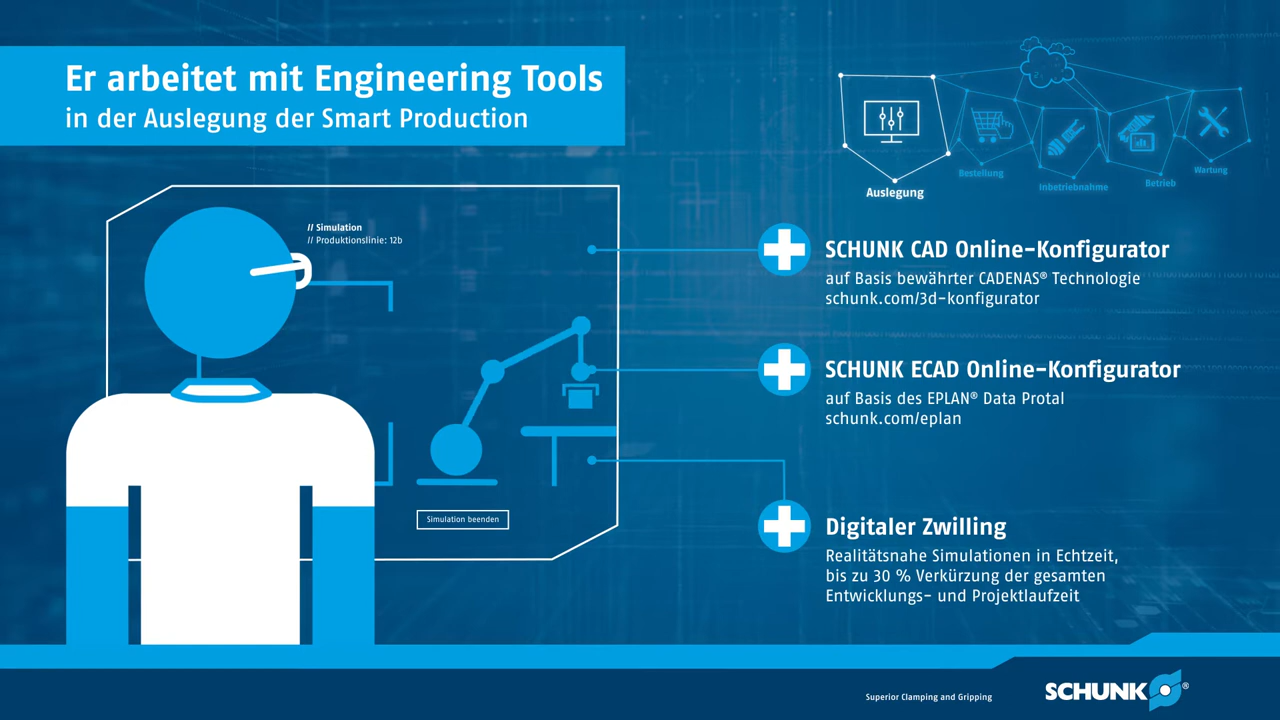 Er arbeitet mit Engineering Tools
in der Auslegung der Smart Production
Auslegung
Bestellung
Inbetriebnahme
Betrieb
Wartung
// Simulation
// Produktionslinie: 12b
Simulation beenden
SCHUNK CAD Online-Konfigurator
auf Basis bewährter CADENAS® Technologie
schunk.com/3d-konfigurator
SCHUNK ECAD Online-Konfigurator
auf Basis des EPLAN® Data Protal
schunk.com/eplan
Digitaler Zwilling
Realitätsnahe Simulationen in Echtzeit,
bis zu 30 % Verkürzung der gesamten
Entwicklungs- und Projektlaufzeit
Superior Clamping and Gripping
SCHUNK ®